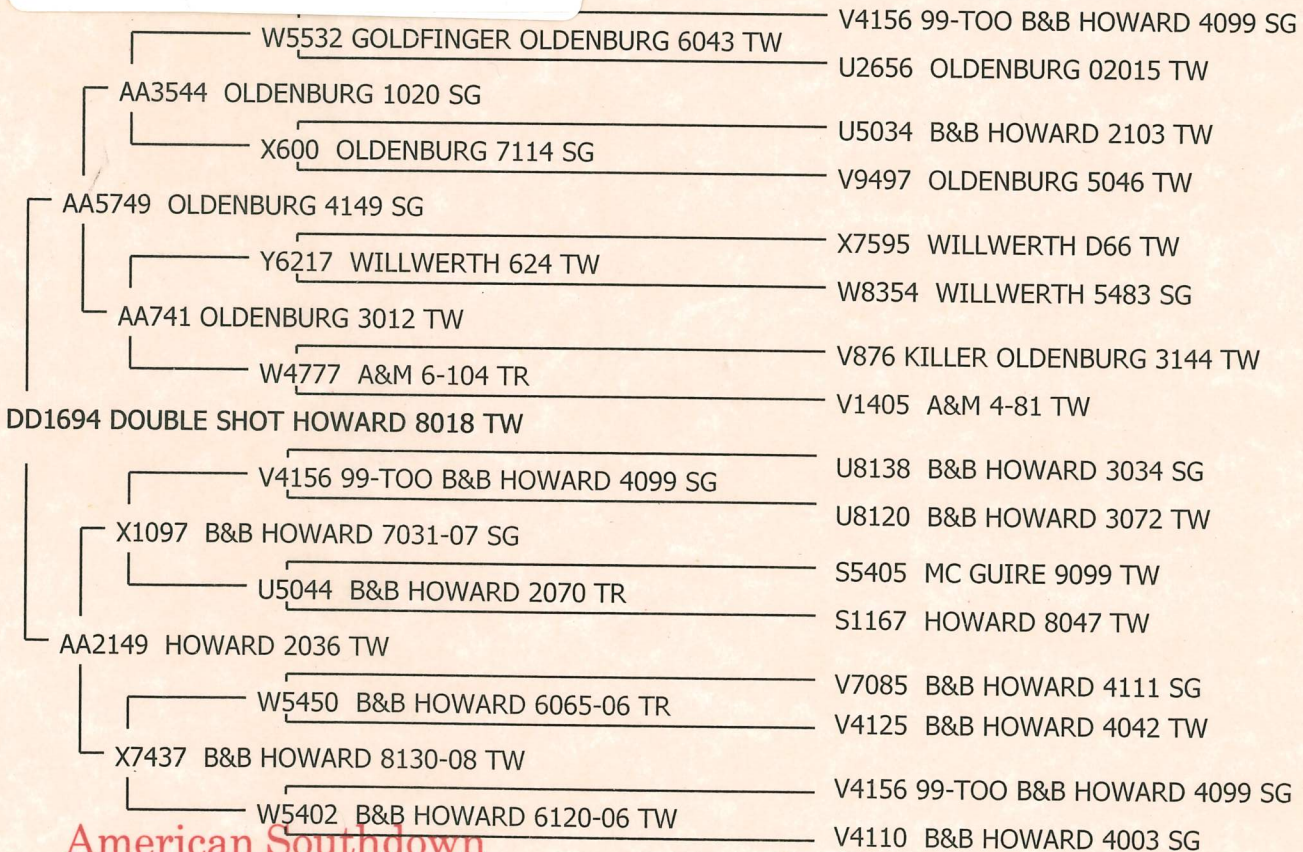 V4156 99-TOO B&B HOWARD 4099 SG
W5532 GOLDFINGER OLDENBURG 6043 TW
U2656 OLDENBURG 02015 TW
AA3544 OLDENBURG 1020 SG
U5034 B&B HOWARD 2103 TW
X600 OLDENBURG 7114 SG
V9497 OLDENBURG 5046 TW
AA5749 OLDENBURG 4149 SG
X7595 WILLWERTH D66 TW
Y6217 WILLWERTH 624 TW
W8354 WILLWERTH 5483 SG
AA741 OLDENBURG 3012 TW
V876 KILLER OLDENBURG 3144 TW
W4777 A&M 6-104 TR
V1405 A&M 4-81 TW
DD1694 DOUBLE SHOT HOWARD 8018 TW
U8138 B&B HOWARD 3034 SG
V4156 99-TOO B&B HOWARD 4099 SG
U8120 B&B HOWARD 3072 TW
X1097 B&B HOWARD 7031-07 SG
S5405 MC GUIRE 9099 TW
U5044 B&B HOWARD 2070 TR
S1167 HOWARD 8047 TW
AA2149 HOWARD 2036 TW
V7085 B&B HOWARD 4111 SG
W5450 B&B HOWARD 6065-06 TR
V4125 B&B HOWARD 4042 TW
X7437 B&B HOWARD 8130-08 TW
V4156 99-TOO B&B HOWARD 4099 SG
W5402 B&B HOWARD 6120-06 TW
V4110 B&B HOWARD 4003 SG
American Southdown